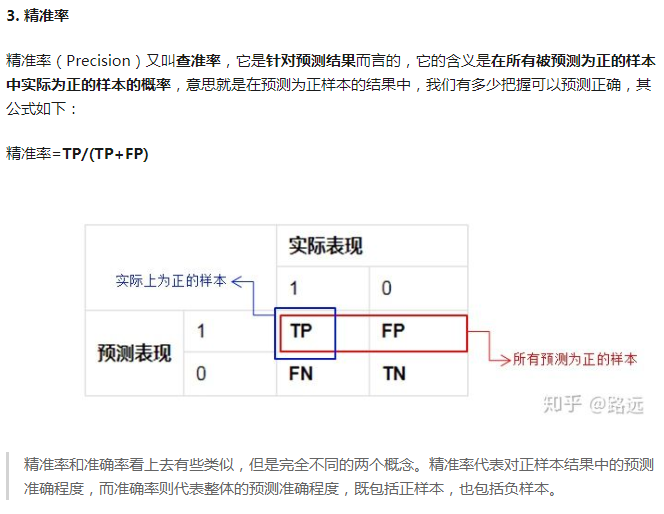 3. 精准率
精准率（Precision）又叫查准率，它是针对预测结果而言的，它的含义是在所有被预测为正的样本
中实际为正的样本的概率，意思就是在预测为正样本的结果中，我们有多少把握可以预测正确，其
公式如下：
精准率=TP/(TP+FP)
实际表现
实际上为正的样本
1 0
预测表现
1 TP FP
所有预测为正的样本
0 FN TN
知乎 @路远
精准率和准确率看上去有些类似，但是完全不同的两个概念。精准率代表对正样本结果中的预测
准确程度，而准确率则代表整体的预测准确程度，既包括正样本，也包括负样本。